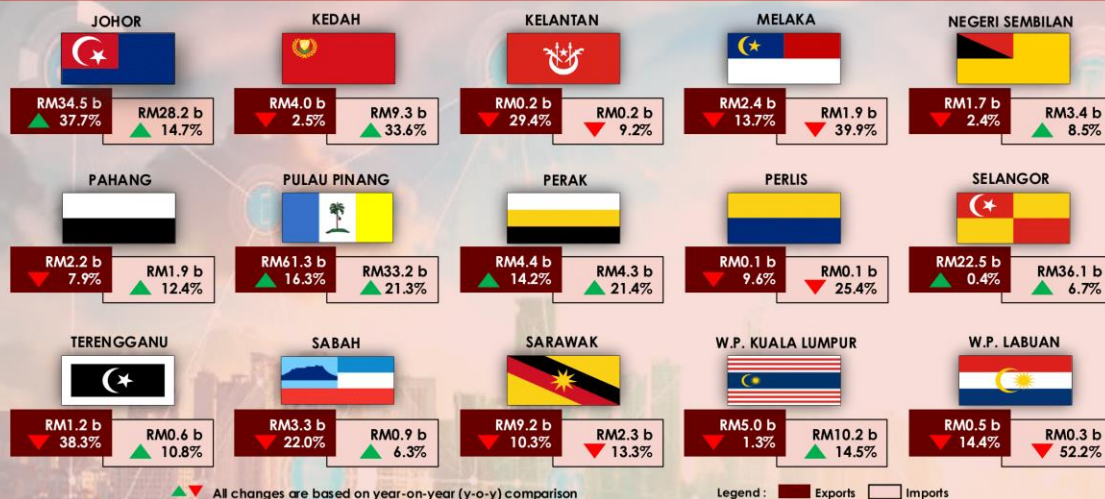 JOHOR
RM34.5 b
37.7%
RM28.2 b
14.7%
KEDAH
RM4.0 b
2.5%
RM9.3 b
33.6%
KELANTAN
RM0.2 b
29.4%
RM0.2 b
9.2%
MELAKA
RM2.4 b
13.7%
RM1.9 b
39.9%
NEGERI SEMBILAN
RM1.7 b
2.4%
RM3.4 b
8.5%
PAHANG
RM2.2 b
7.9%
RM1.9 b
12.4%
PULAU PINANG
RM61.3 b
16.3%
RM33.2 b
21.3%
PERAK
RM4.4 b
14.2%
RM4.3 b
21.4%
PERLIS
RM0.1 b
9.6%
RM0.1 b
25.4%
SELANGOR
RM22.5 b
0.4%
RM36.1 b
6.7%
TERENGGANU
RM1.2 b
38.3%
RM0.6 b
10.8%
SABAH
RM3.3 b
22.0%
RM0.9 b
6.3%
SARAWAK
RM9.2 b
10.3%
RM2.3 b
13.3%
W.P. KUALA LUMPUR
RM5.0 b
1.3%
RM10.2 b
14.5%
W.P. LABUAN
RM0.5 b
14.4%
RM0.3 b
52.2%
All changes are based on year-on-year (y-o-y) comparison
Legend : Exports Imports